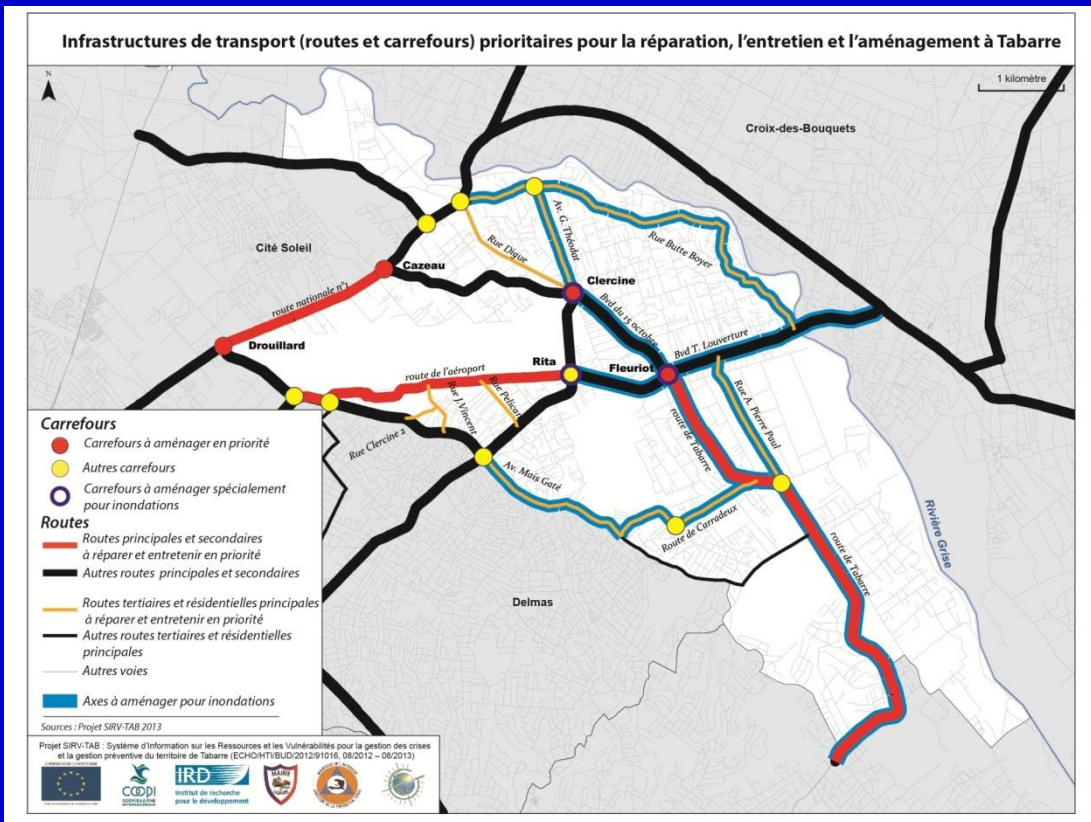 Infrastructures de transport (routes et carrefours) prioritaires pour la réparation, l'entretien et l'aménagement à Tabarre
N
1 kilomètre
Croix-des-Bouquets
Cité Soleil
Av. G. Théodat
Rue Digue
Rue Butte Boyer
Cazeau
Clercine
route nationale n°1
Bvd du 15 octobre
Drouillard
Bvd T. Louverture
Rita
Fleuriot
route de l'aéroport
Rue J.Vincent
Rue Pelican
Rue A. Pierre Paul
Rue Clercine 2
route de Tabarre
Av. Mais Gaté
Route de Carradeux
Rivière Grise
route de Tabarre
Delmas
Carrefours
Carrefours à aménager en priorité
Autres carrefours
Carrefours à aménager spécialement
pour inondations
Routes
Routes principales et secondaires
à réparer et entretenir en priorité
Autres routes principales et secondaires
Routes tertiaires et résidentielles principales
à réparer et entretenir en priorité
Autres routes tertiaires et résidentielles
principales
Autres voies
Axes à aménager pour inondations
Sources : Projet SIRV-TAB 2013
Projet SIRV-TAB : Système d'Information sur les Ressources et les Vulnérabilités pour la gestion des crises
et la gestion préventive du territoire de Tabarre (ECHO/HTI/BUD/2012/91016, 08/2012 – 08/2013)
COOPI
IRD
Institut de recherche
pour le développement
MAIRIE